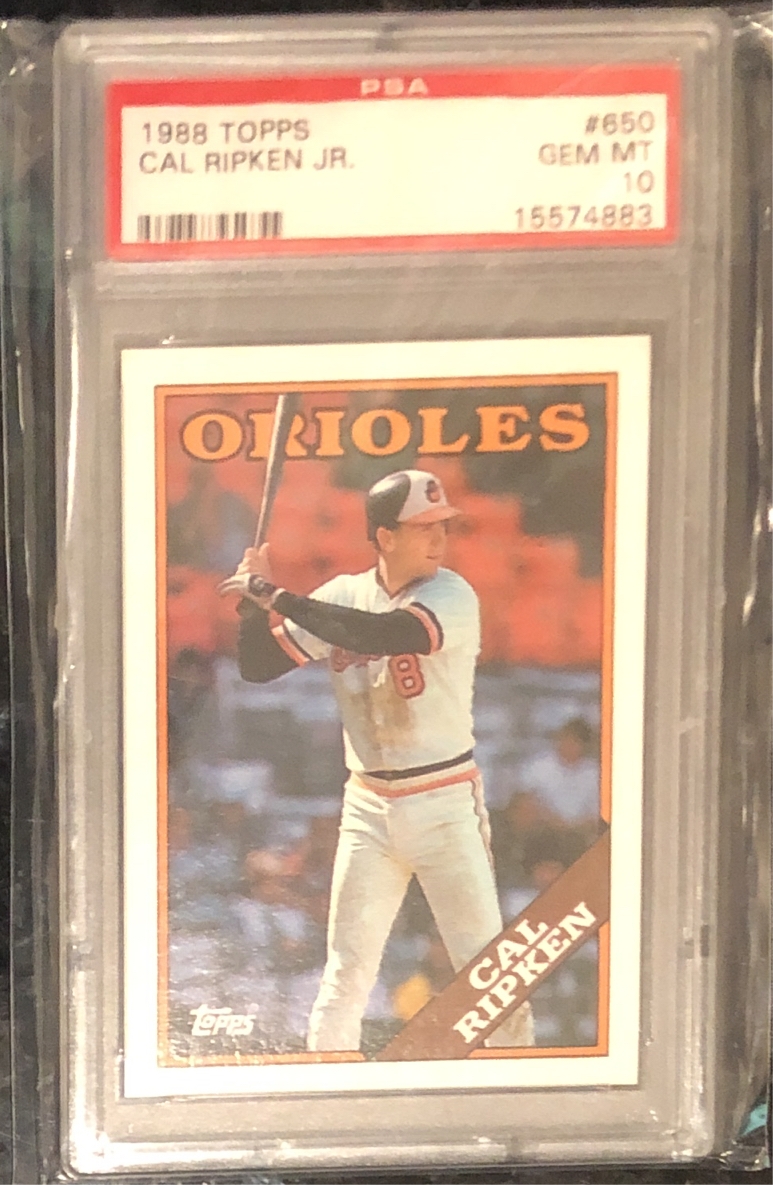 PSA
1988 TOPPS
#650
CAL RIPKEN JR.
GEM MT
10
15574883
ORIOLES
8
CAL
RIPKEN
TOPPS